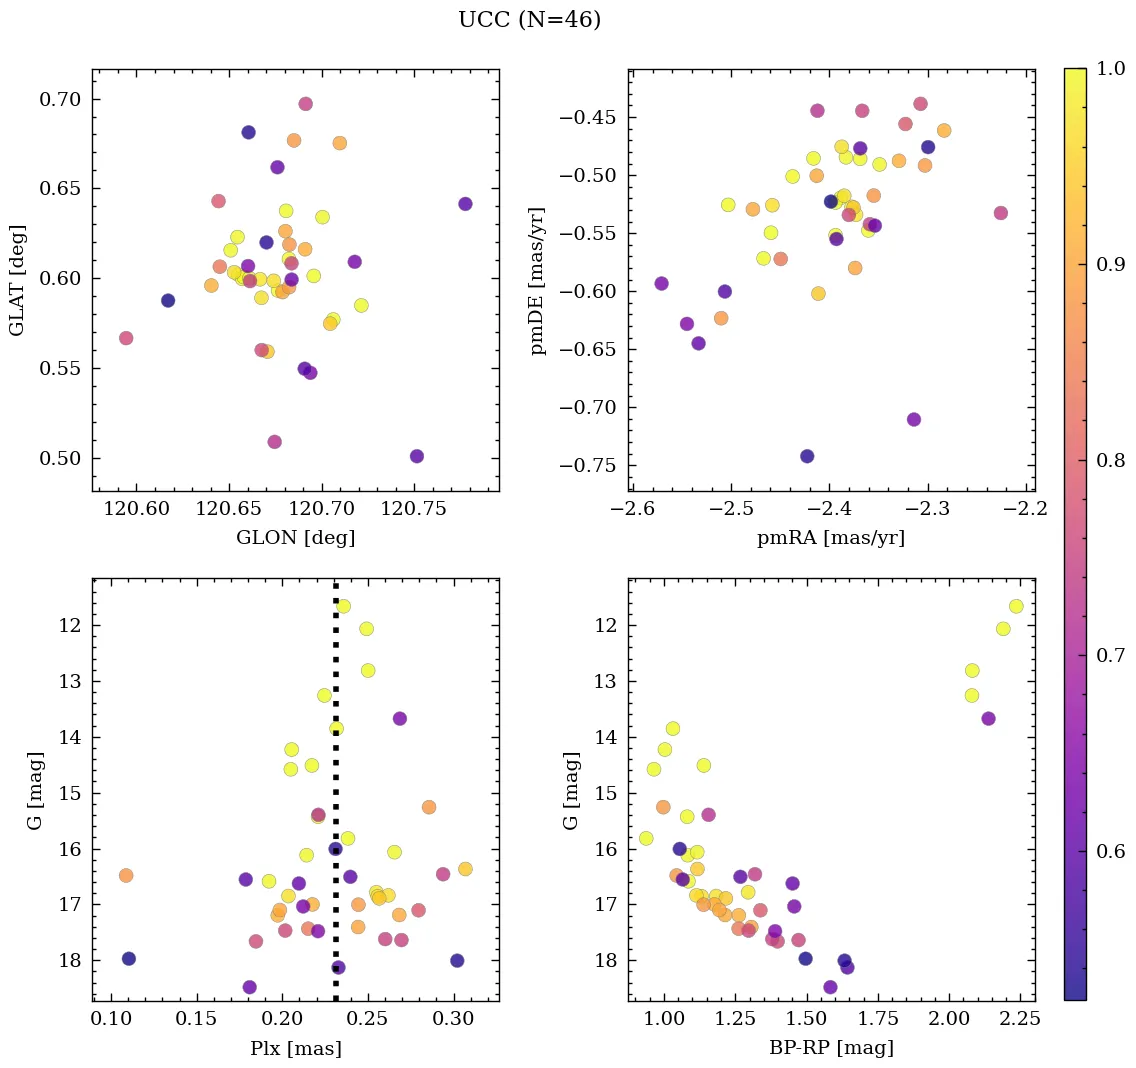 UCC (N=46)
0.70
0.65
0.60
0.55
0.50
GLAT [deg]
120.60 120.65 120.70 120.75
GLON [deg]
−0.45
−0.50
−0.55
−0.60
−0.65
−0.70
−0.75
pmDE [mas/yr]
−2.6 −2.5 −2.4 −2.3 −2.2
pmRA [mas/yr]
12
13
14
15
16
17
18
G [mag]
0.10 0.15 0.20 0.25 0.30
Plx [mas]
12
13
14
15
16
17
18
G [mag]
1.00 1.25 1.50 1.75 2.00 2.25
BP-RP [mag]
1.0
0.9
0.8
0.7
0.6